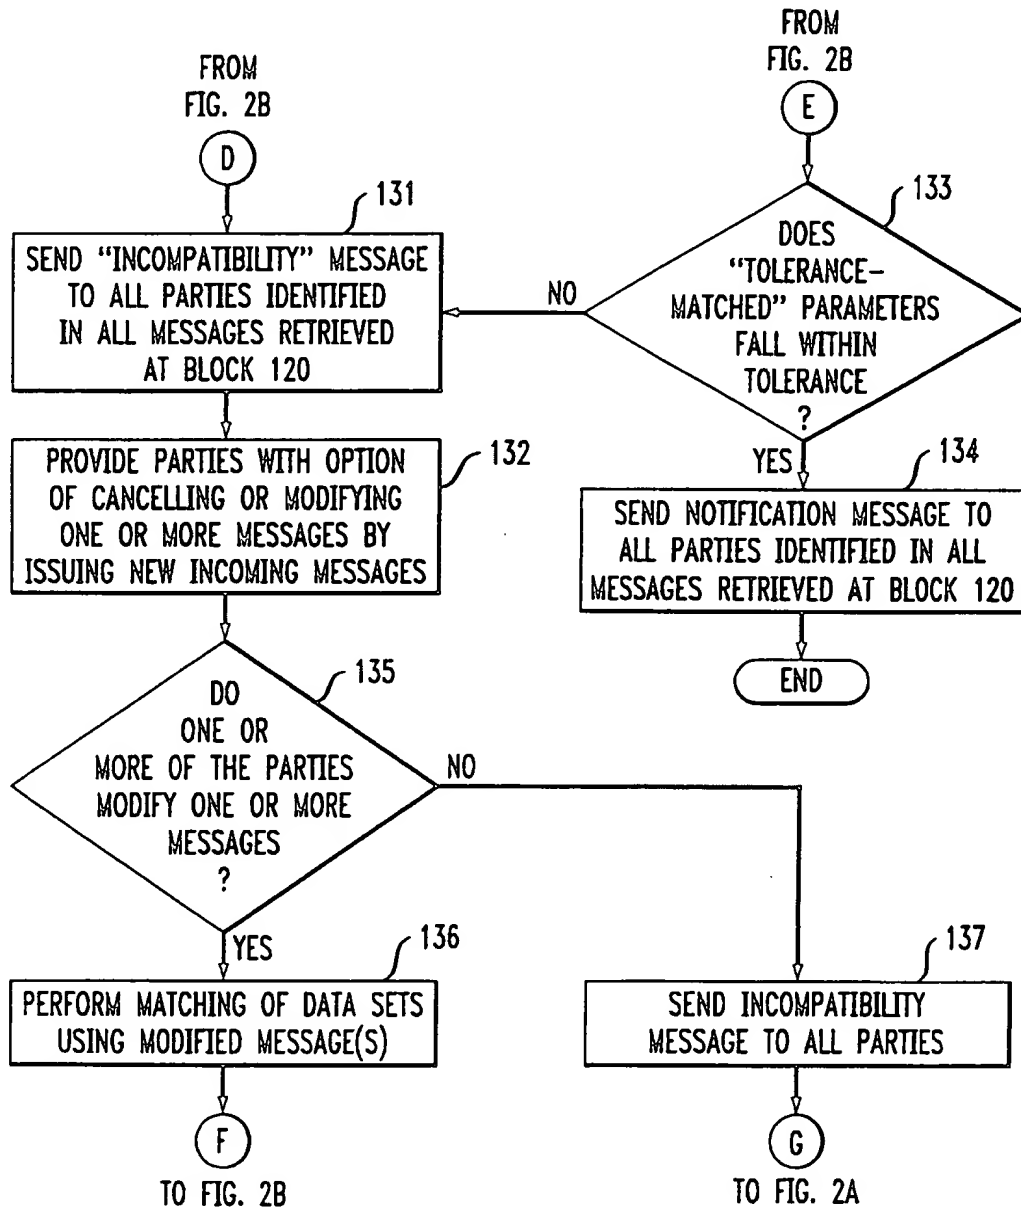 FROM
FIG. 2B
D
131
SEND “INCOMPATIBILITY” MESSAGE
TO ALL PARTIES IDENTIFIED
IN ALL MESSAGES RETRIEVED
AT BLOCK 120
132
PROVIDE PARTIES WITH OPTION
OF CANCELLING OR MODIFYING
ONE OR MORE MESSAGES BY
ISSUING NEW INCOMING MESSAGES
135
DO
ONE OR
MORE OF THE PARTIES
MODIFY ONE OR MORE
MESSAGES
?
NO
YES
136
PERFORM MATCHING OF DATA SETS
USING MODIFIED MESSAGE(S)
F
TO FIG. 2B
FROM
FIG. 2B
E
133
DOES
“TOLERANCE-
MATCHED” PARAMETERS
FALL WITHIN
TOLERANCE
?
NO
YES
134
SEND NOTIFICATION MESSAGE TO
ALL PARTIES IDENTIFIED IN ALL
MESSAGES RETRIEVED AT BLOCK 120
END
137
SEND INCOMPATIBILITY
MESSAGE TO ALL PARTIES
G
TO FIG. 2A